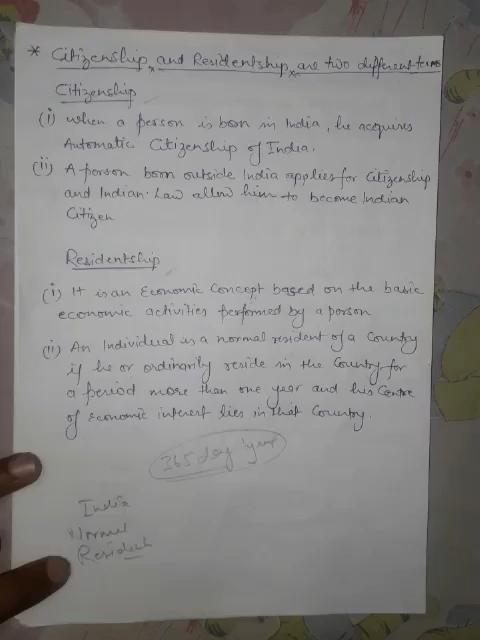 * Citizenship and Residentship are two different terms
Citizenship
(i) when a person is born in India, he acquires
Automatic Citizenship of India.
(ii) A person born outside India applies for Citizenship
and Indian Law allow him to become Indian
Citizen
Residentship
(i) It is an Economic Concept based on the basic
economic activities performed by a person
(ii) An Individual is a normal resident of a Country
if he or ordinarily reside in the Country for
a period more than one year and his Centre
of economic interest lies in that Country.
365 day 1year
India
Normal
Resident